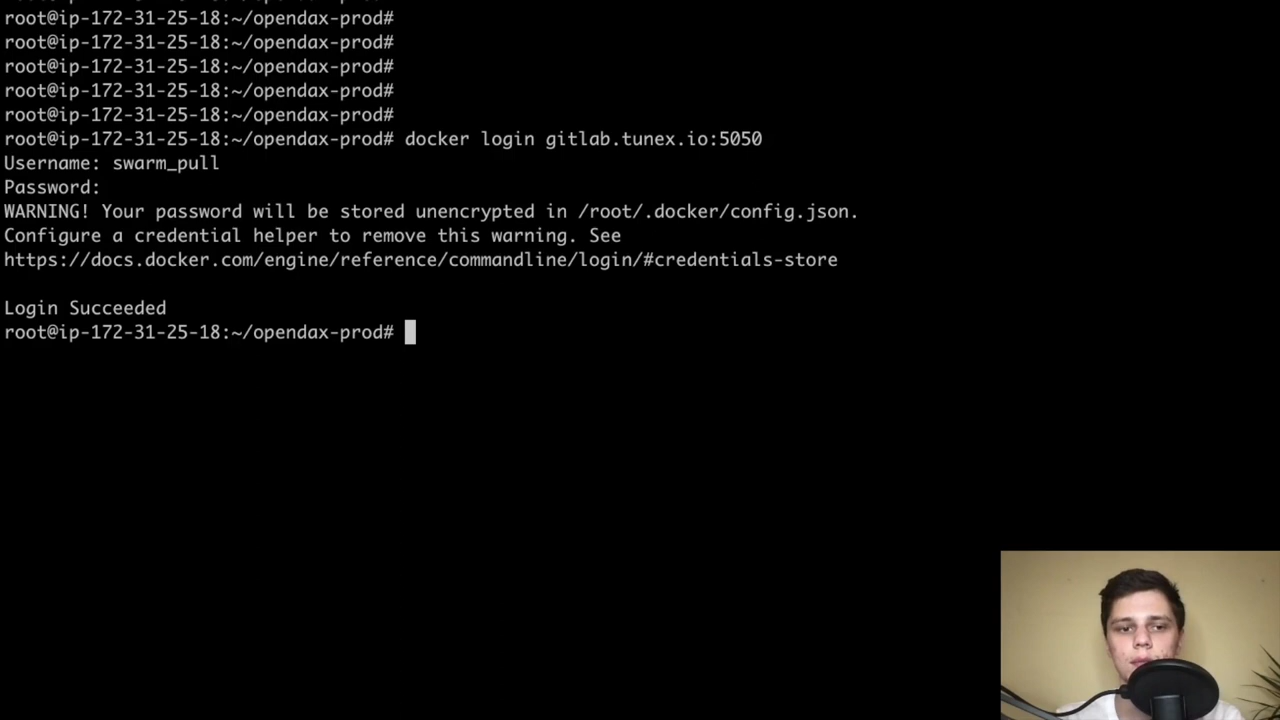 root@ip-172-31-25-18:~/opendax-prod#
root@ip-172-31-25-18:~/opendax-prod#
root@ip-172-31-25-18:~/opendax-prod#
root@ip-172-31-25-18:~/opendax-prod#
root@ip-172-31-25-18:~/opendax-prod#
root@ip-172-31-25-18:~/opendax-prod# docker login gitlab.tunex.io:5050
Username: swarm_pull
Password:
WARNING! Your password will be stored unencrypted in /root/.docker/config.json.
Configure a credential helper to remove this warning. See
https://docs.docker.com/engine/reference/commandline/login/#credentials-store
Login Succeeded
root@ip-172-31-25-18:~/opendax-prod#